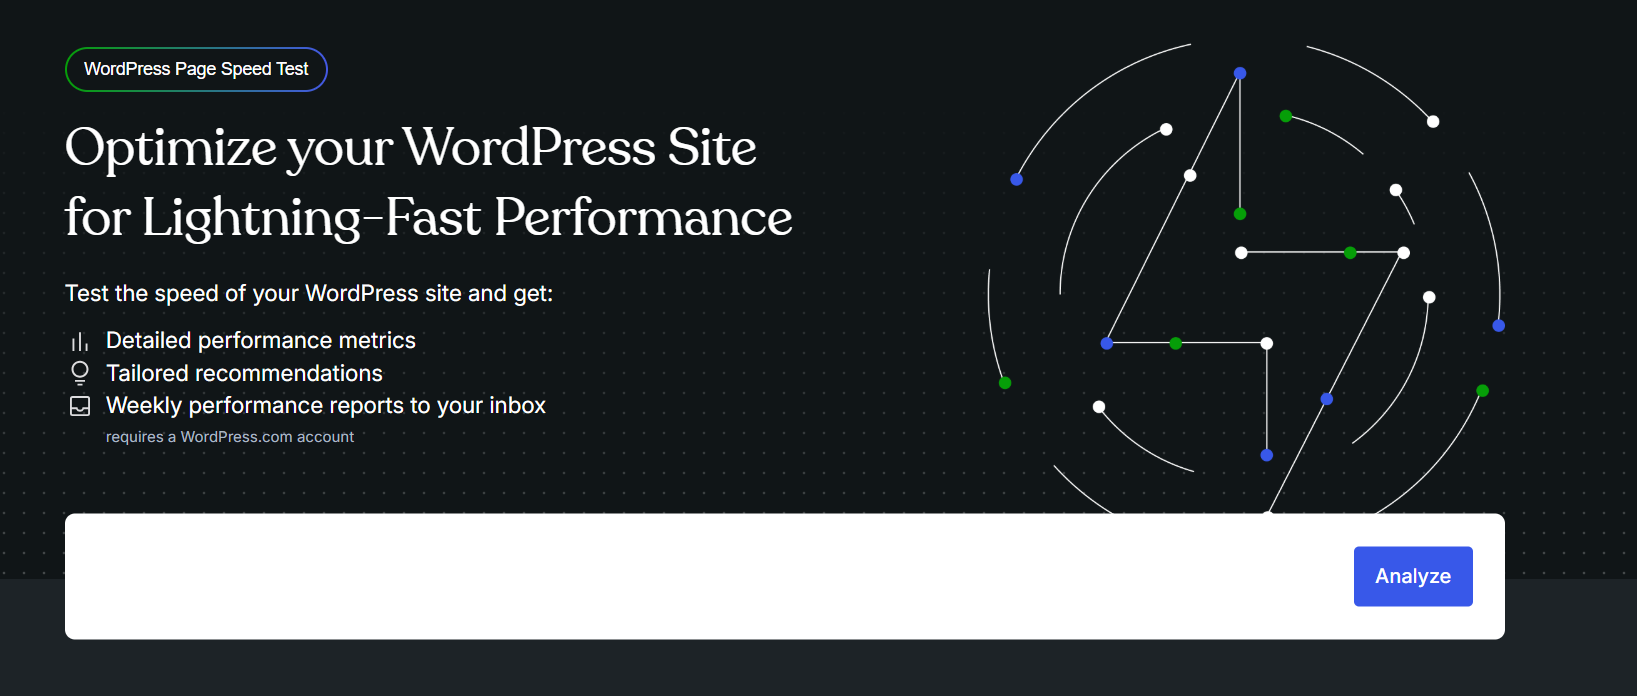 WordPress Page Speed Test
Optimize your WordPress Site
for Lightning-Fast Performance
Test the speed of your WordPress site and get:
Detailed performance metrics
Tailored recommendations
Weekly performance reports to your inbox
requires a WordPress.com account
Analyze